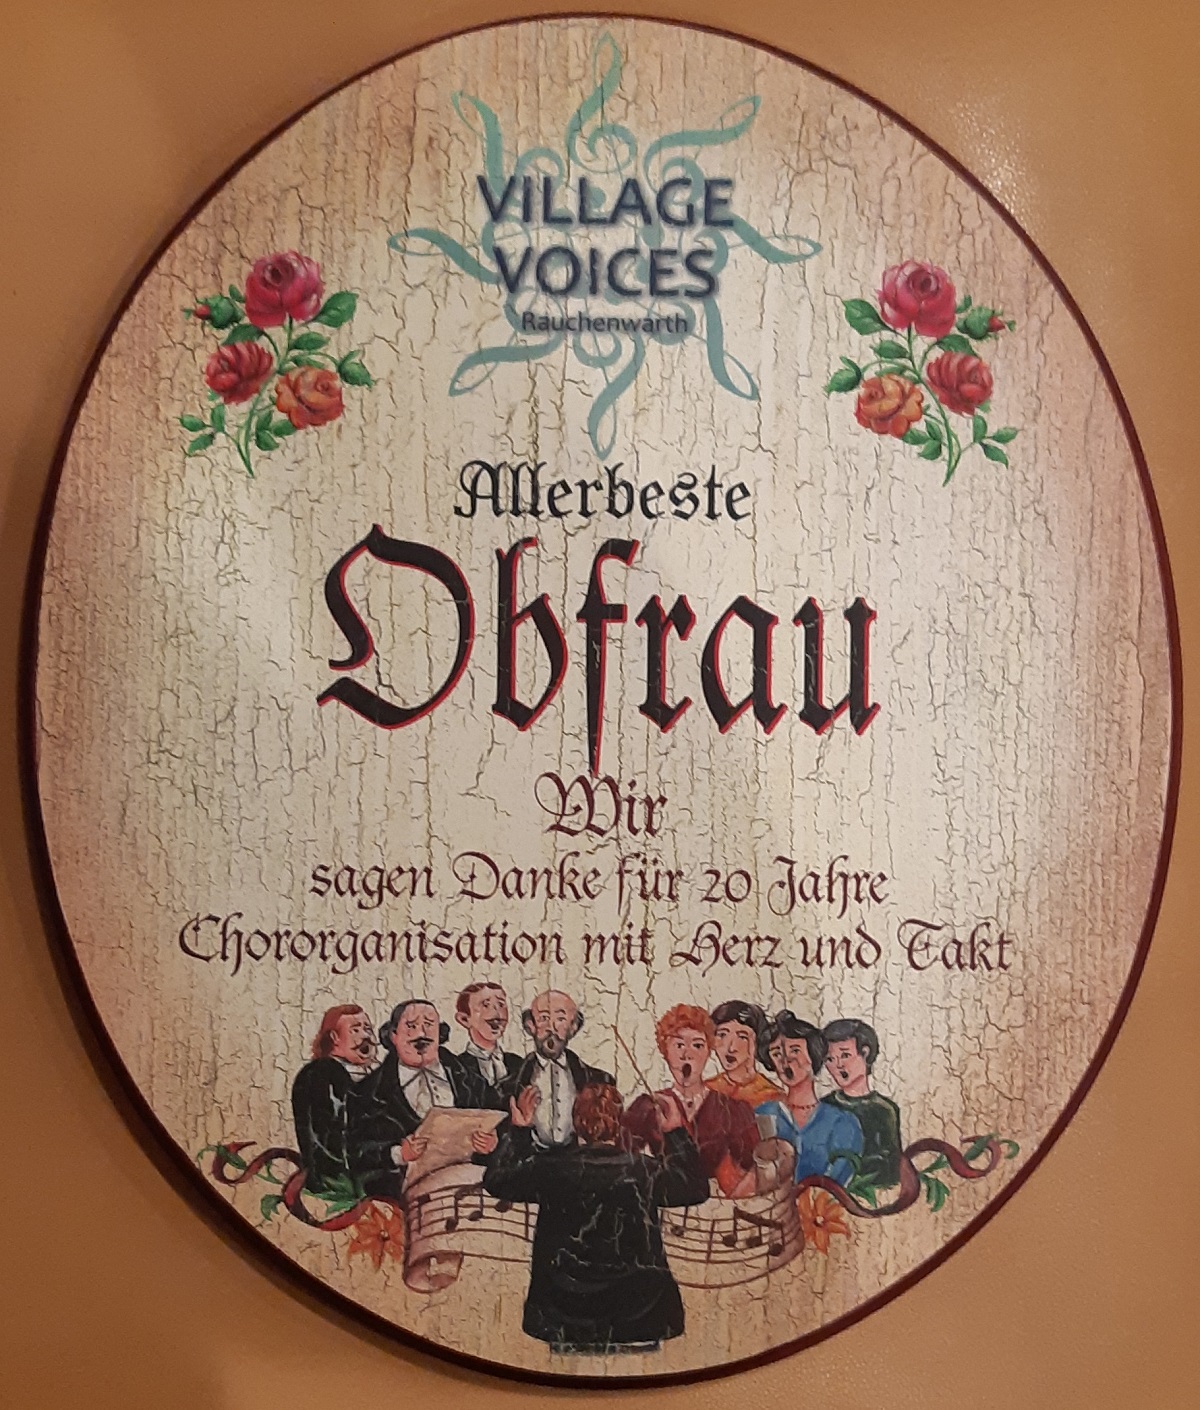 VILLAGE
VOICES
Rauchenwarth
Allerbeste
Obfrau
Wir
sagen Danke für 20 Jahre
Chororganisation mit Herz und Takt